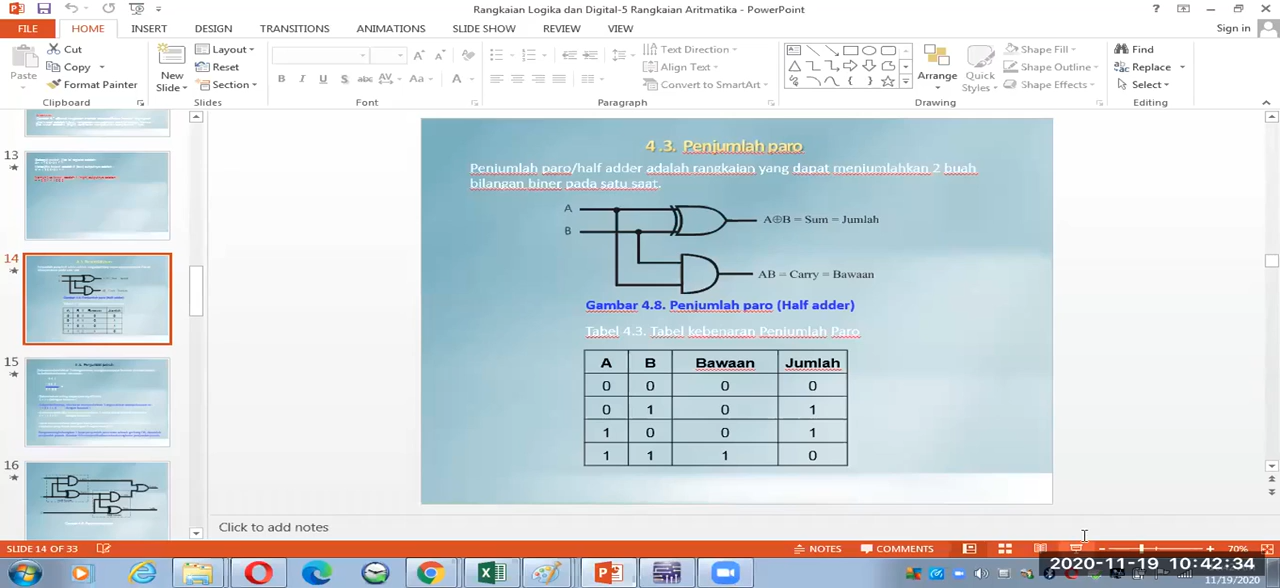 Rangkaian Logika dan Digital-5 Rangkaian Aritmatika - PowerPoint
FILE HOME INSERT DESIGN TRANSITIONS ANIMATIONS SLIDE SHOW REVIEW VIEW Sign in
Paste Cut Copy Format Painter
Clipboard
New Slide Layout Reset Section
Slides
B I U S abc AV Aa A
Font
Text Direction
Align Text
Convert to SmartArt
Paragraph
Arrange Quick Styles
Shape Fill
Shape Outline
Shape Effects
Drawing
Find
Replace
Select
Editing
13
14
15
16
4.3. Penjumlah paro
Penjumlah paro/half adder adalah rangkaian yang dapat menjumlahkan 2 buah
bilangan biner pada satu saat.
A
B
A⊕B = Sum = Jumlah
AB = Carry = Bawaan
Gambar 4.8. Penjumlah paro (Half adder)
Tabel 4.3. Tabel kebenaran Penjumlah Paro
A B Bawaan Jumlah
0 0 0 0
0 1 0 1
1 0 0 1
1 1 1 0
Click to add notes
SLIDE 14 OF 33 NOTES COMMENTS 70%
2020-11-19 10:42:34
11/19/2020